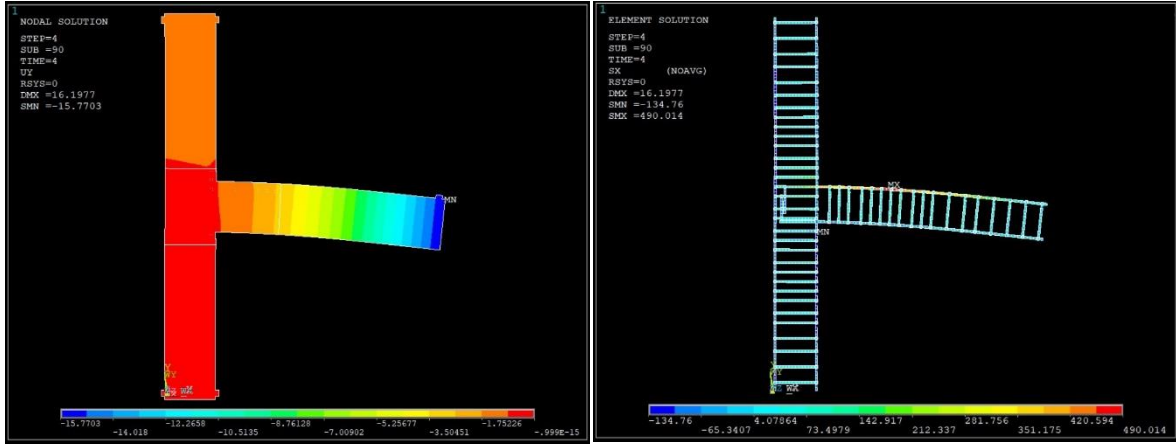 1
NODAL SOLUTION
STEP=4
SUB =90
TIME=4
UY
RSYS=0
DMX =16.1977
SMN =-15.7703
MN
Y
-15.7703 -12.2658 -8.76128 -5.25677 -1.75226
-14.018 -10.5135 -7.00902 -3.50451 -.999E-15
1
ELEMENT SOLUTION
STEP=4
SUB =90
TIME=4
SX (NOAVG)
RSYS=0
DMX =16.1977
SMN =-134.76
SMX =490.014
MX
MN
Y
WX
-134.76 4.07864 142.917 281.756 420.594
-65.3407 73.4979 212.337 351.175 490.014